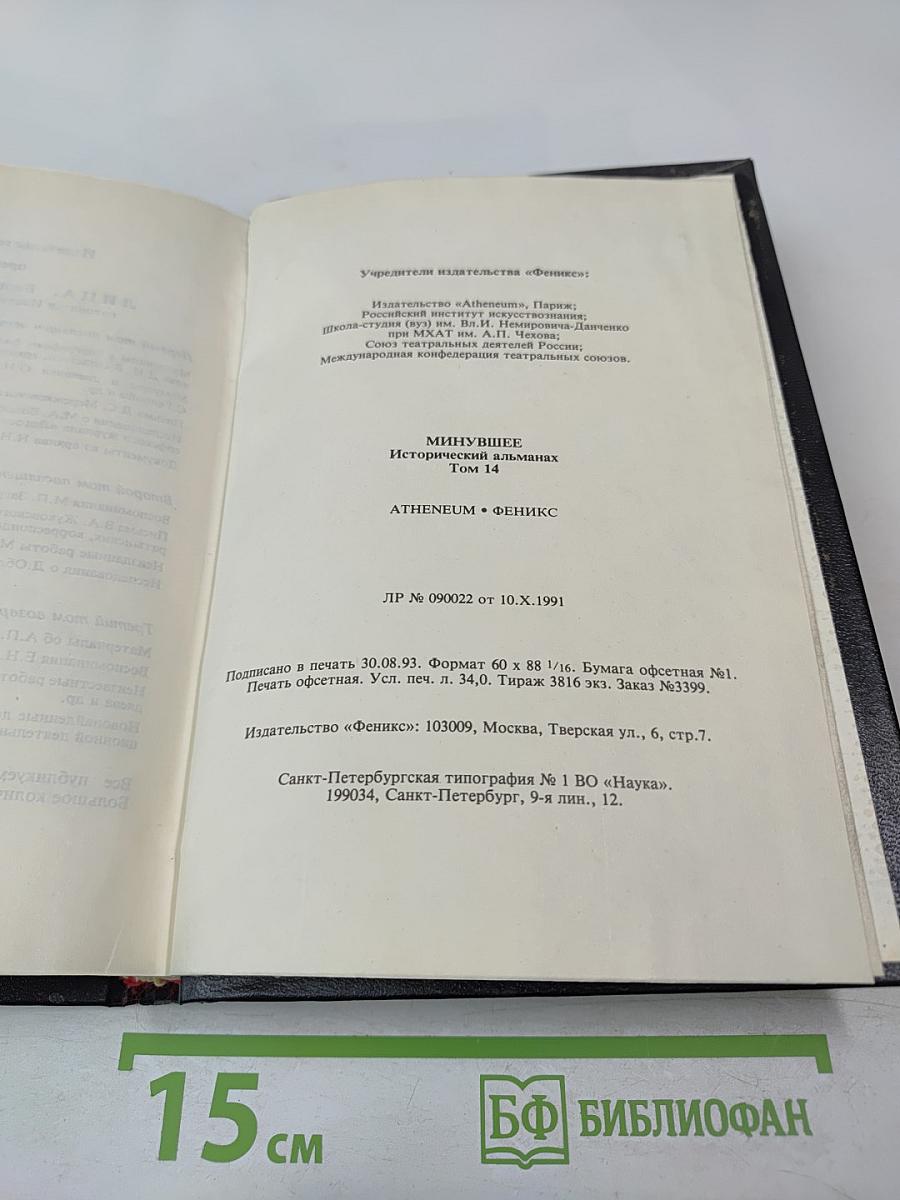 Учредители издательства «Феникс»:
Издательство «Atheneum», Париж;
Российский институт искусствознания;
Школа-студия (вуз) им. Вл.И. Немировича-Данченко
при МХАТ им. А.П. Чехова;
Союз театральных деятелей России;
Международная конфедерация театральных союзов.
МИНУВШЕЕ
Исторический альманах
Том 14
ATHENEUM • ФЕНИКС
ЛР № 090022 от 10.X.1991
Подписано в печать 30.08.93. Формат 60 х 88 1/16. Бумага офсетная №1.
Печать офсетная. Усл. печ. л. 34,0. Тираж 3816 экз. Заказ №3399.
Издательство «Феникс»: 103009, Москва, Тверская ул., 6, стр.7.
Санкт-Петербургская типография № 1 ВО «Наука».
199034, Санкт-Петербург, 9-я лин., 12.
15 см
БФ БИБЛИОФАН